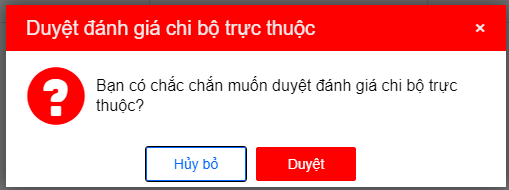 Duyệt đánh giá chi bộ trực thuộc ×
Bạn có chắc chắn muốn duyệt đánh giá chi bộ trực
thuộc?
Hủy bỏ Duyệt